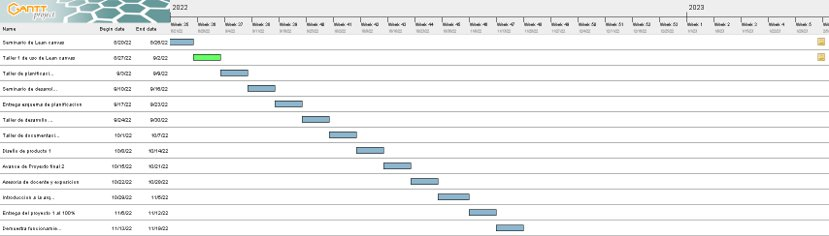 GANTT project
2022
2023
Week 35 Week 36 Week 37 Week 38 Week 39 Week 40 Week 41 Week 42 Week 43 Week 44 Week 45 Week 46 Week 47 Week 48 Week 49 Week 50 Week 51 Week 52 Week 1 Week 2 Week 3 Week 4 Week 5
Name Begin date End date
Seminario de Lean canvas 8/20/22 8/26/22
Taller 1 de uso de Lean canvas 8/27/22 9/2/22
Taller de planificaci... 9/3/22 9/9/22
Seminario de desarrol... 9/10/22 9/16/22
Entrega esquema de planificacion 9/17/22 9/23/22
Taller de desarrollo ... 9/24/22 9/30/22
Taller de documentaci... 10/1/22 10/7/22
Diseño de producto 1 10/8/22 10/14/22
Avance de Proyecto final 2 10/15/22 10/21/22
Asesoria de docente y exposicion 10/22/22 10/28/22
Introduccion a la arq... 10/29/22 11/5/22
Entrega del proyecto 1 al 100% 11/6/22 11/12/22
Demuestra funcionamie... 11/13/22 11/19/22